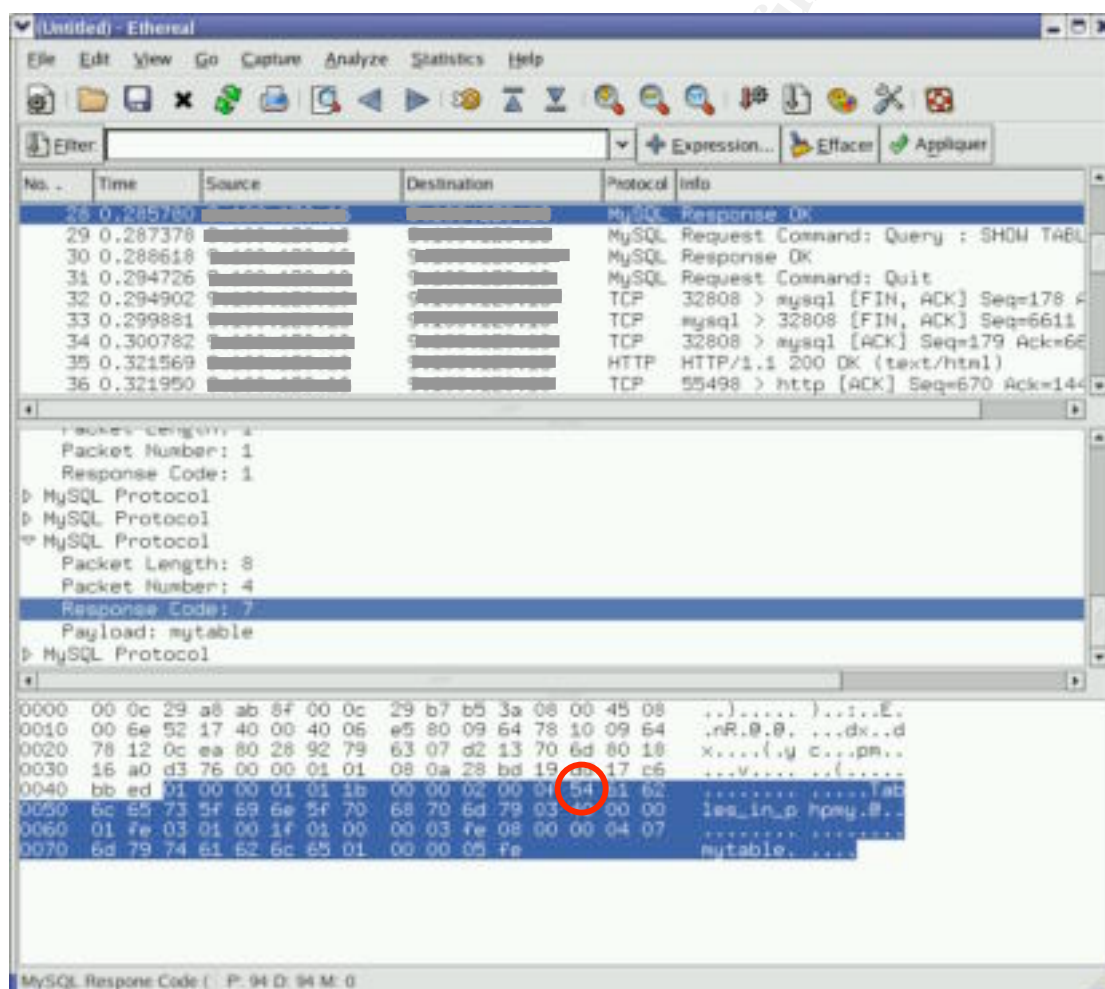 (Untitled) - Ethereal
File Edit View Go Capture Analyze Statistics Help
Filter: Expression... Effacer Appliquer
No. . Time Source Destination Protocol Info
28 0.285780 MySQL Response OK
29 0.287378 MySQL Request Command: Query : SHOW TABL
30 0.288618 MySQL Response OK
31 0.294726 MySQL Request Command: Quit
32 0.294902 TCP 32808 > mysql [FIN, ACK] Seq=178 A
33 0.299881 TCP mysql > 32808 [FIN, ACK] Seq=6611
34 0.300782 TCP 32808 > mysql [ACK] Seq=179 Ack=66
35 0.321569 HTTP HTTP/1.1 200 OK (text/html)
36 0.321950 TCP 55498 > http [ACK] Seq=670 Ack=144
Packet Length: 1
Packet Number: 1
Response Code: 1
MySQL Protocol
MySQL Protocol
MySQL Protocol
Packet Length: 8
Packet Number: 4
Response Code: 7
Payload: mytable
MySQL Protocol
0000 00 0c 29 a8 ab 8f 00 0c 29 b7 b5 3a 08 00 45 08 ..)..... )..:..E.
0010 00 6e 52 17 40 00 40 06 e5 80 09 64 78 10 09 64 .nR.@.@. ...dx..d
0020 78 12 0c ea 80 28 92 79 63 07 d2 13 70 6d 80 18 x....(.y c...pm..
0030 16 a0 d3 76 00 00 01 01 08 0a 28 bd 19 17 c6 ...v.... ..(.....
0040 bb ed 01 00 00 01 01 1b 00 00 02 00 54 61 62 ........ .....Tab
0050 6c 65 73 5f 69 6e 5f 70 68 70 6d 79 03 40 00 00 les_in_p hpmy.@..
0060 01 fe 03 01 00 1f 01 00 00 03 fe 08 00 00 04 07 ........ ........
0070 6d 79 74 61 62 6c 65 01 00 00 05 fe mytable. ....
MySQL Respone Code ( P: 94 D: 94 M: 0